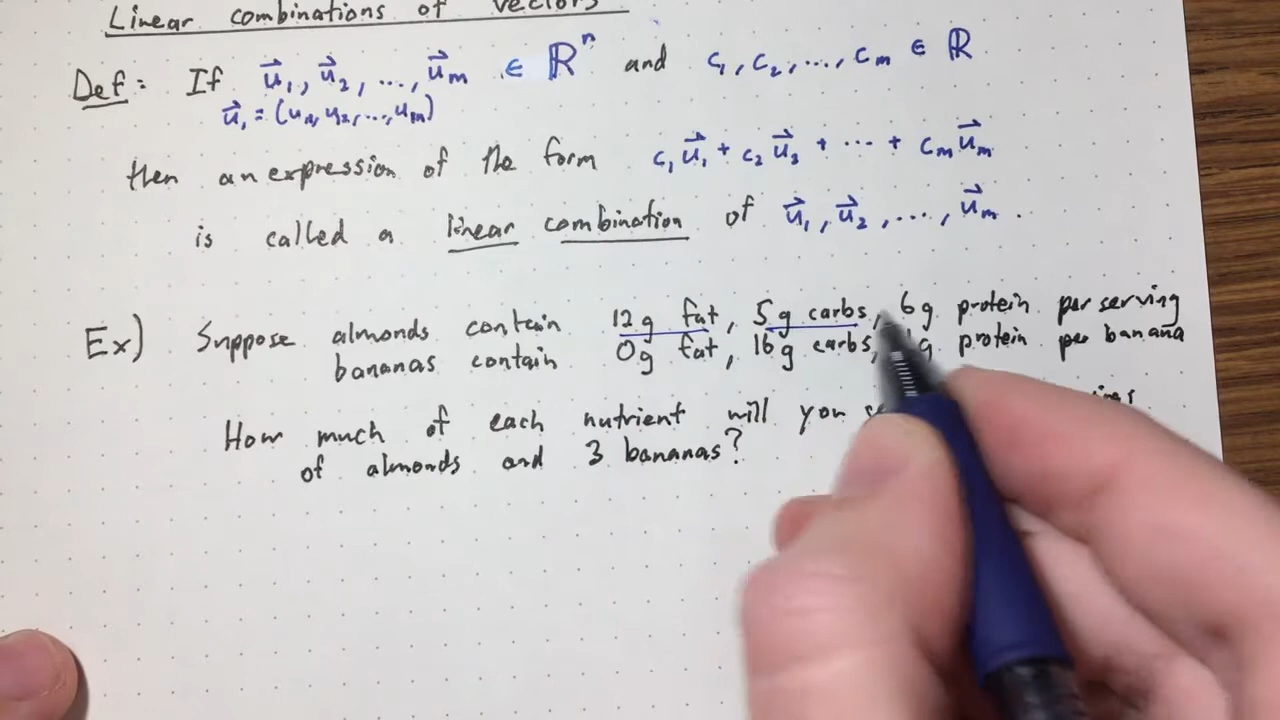 Linear combinations of vectors
Def: If u⃗₁, u⃗₂, ..., u⃗ₘ ∈ ℝⁿ and c₁, c₂, ..., cₘ ∈ ℝ
u⃗₁ = (u₁₁, u₁₂, ..., u₁ₙ)
then an expression of the form c₁u⃗₁ + c₂u⃗₂ + ⋯ + cₘu⃗ₘ
is called a linear combination of u⃗₁, u⃗₂, ..., u⃗ₘ.
Ex) Suppose almonds contain 12g fat, 5g carbs, 6g protein per serving
bananas contain 0g fat, 16g carbs, g protein per banana
How much of each nutrient will you
of almonds and 3 bananas?